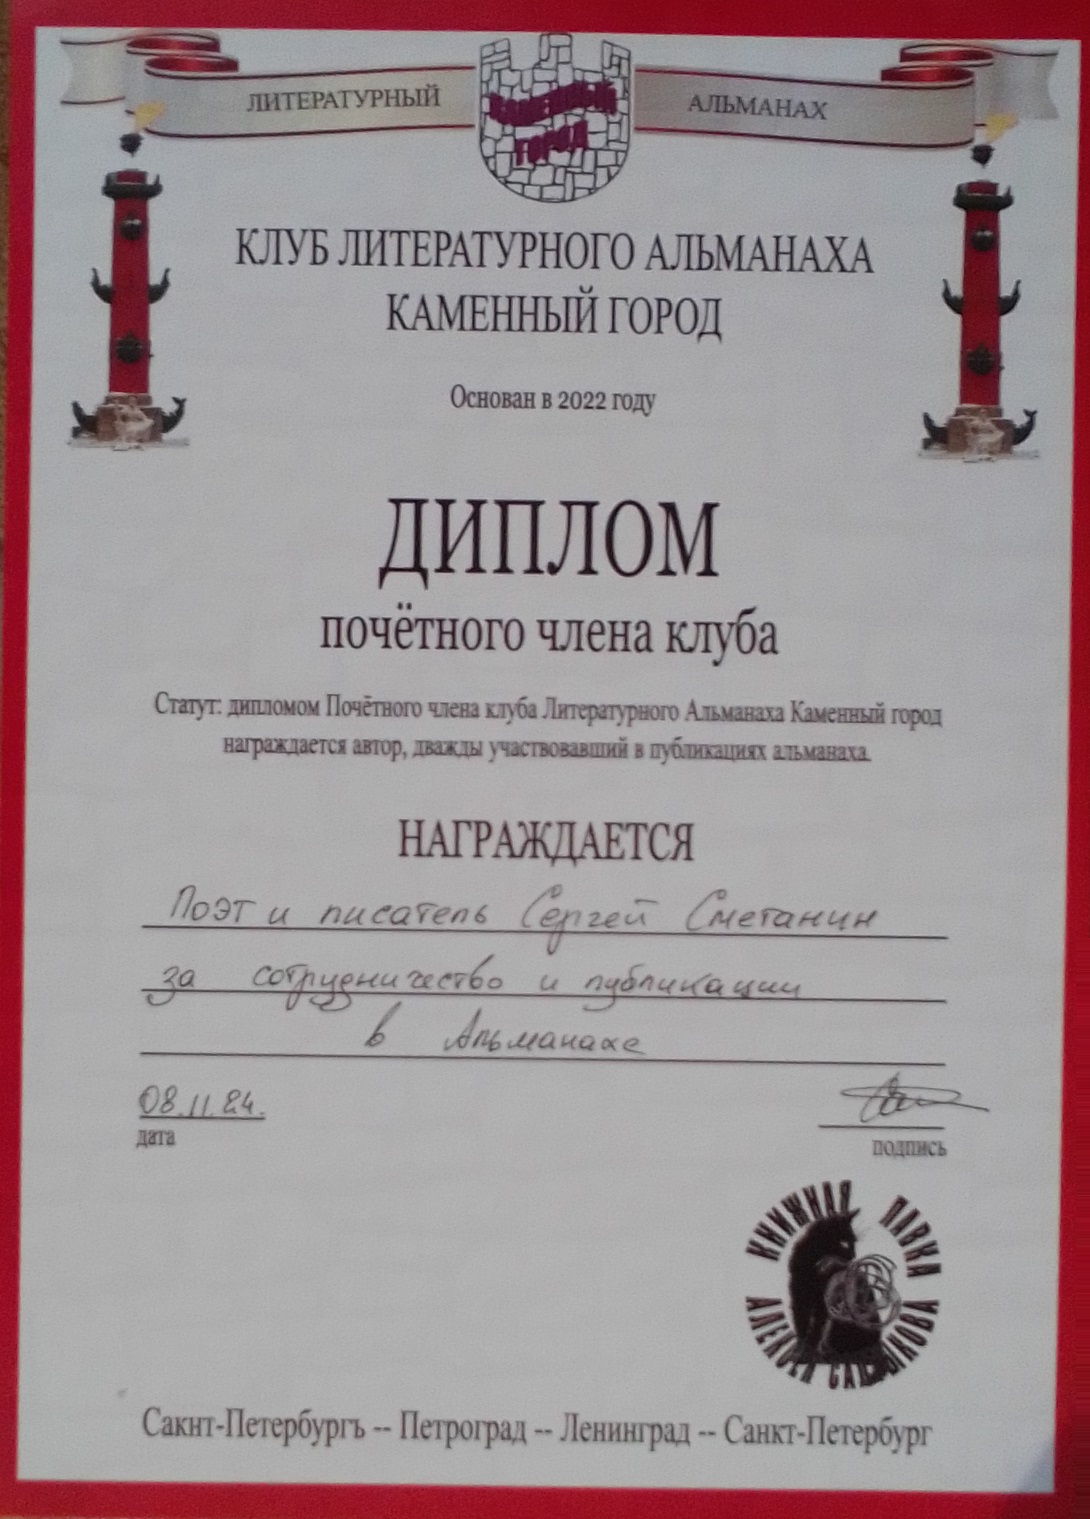 ЛИТЕРАТУРНЫЙ
КАМЕННЫЙ
ГОРОД
АЛЬМАНАХ
КЛУБ ЛИТЕРАТУРНОГО АЛЬМАНАХА
КАМЕННЫЙ ГОРОД
Основан в 2022 году
ДИПЛОМ
почётного члена клуба
Статут: дипломом Почётного члена клуба Литературного Альманаха Каменный город
награждается автор, дважды участвовавший в публикациях альманаха.
НАГРАЖДАЕТСЯ
Поэт и писатель Сергей Сметанин
за сотрудничество и публикации
в Альманахе
08.11.24.
дата
подпись
КНИЖНАЯ ЛАВКА
АЛЕКСЕЯ
Сакнт-Петербургъ -- Петроград -- Ленинград -- Санкт-Петербург